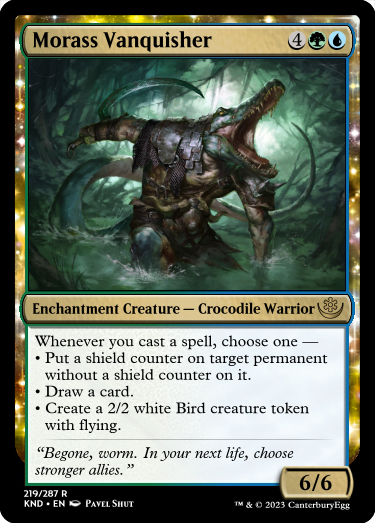 Morass Vanquisher 4
Enchantment Creature — Crocodile Warrior
Whenever you cast a spell, choose one —
• Put a shield counter on target permanent
without a shield counter on it.
• Draw a card.
• Create a 2/2 white Bird creature token
with flying.
“Begone, worm. In your next life, choose
stronger allies.”
6/6
219/287 R
KND • EN PAVEL SHUT
™ & © 2023 CanterburyEgg